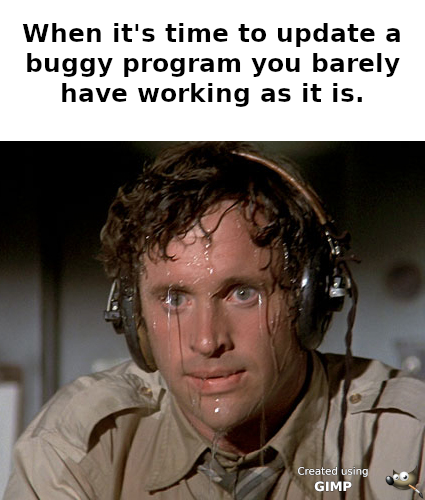 When it's time to update a
buggy program you barely
have working as it is.
Created using
GIMP